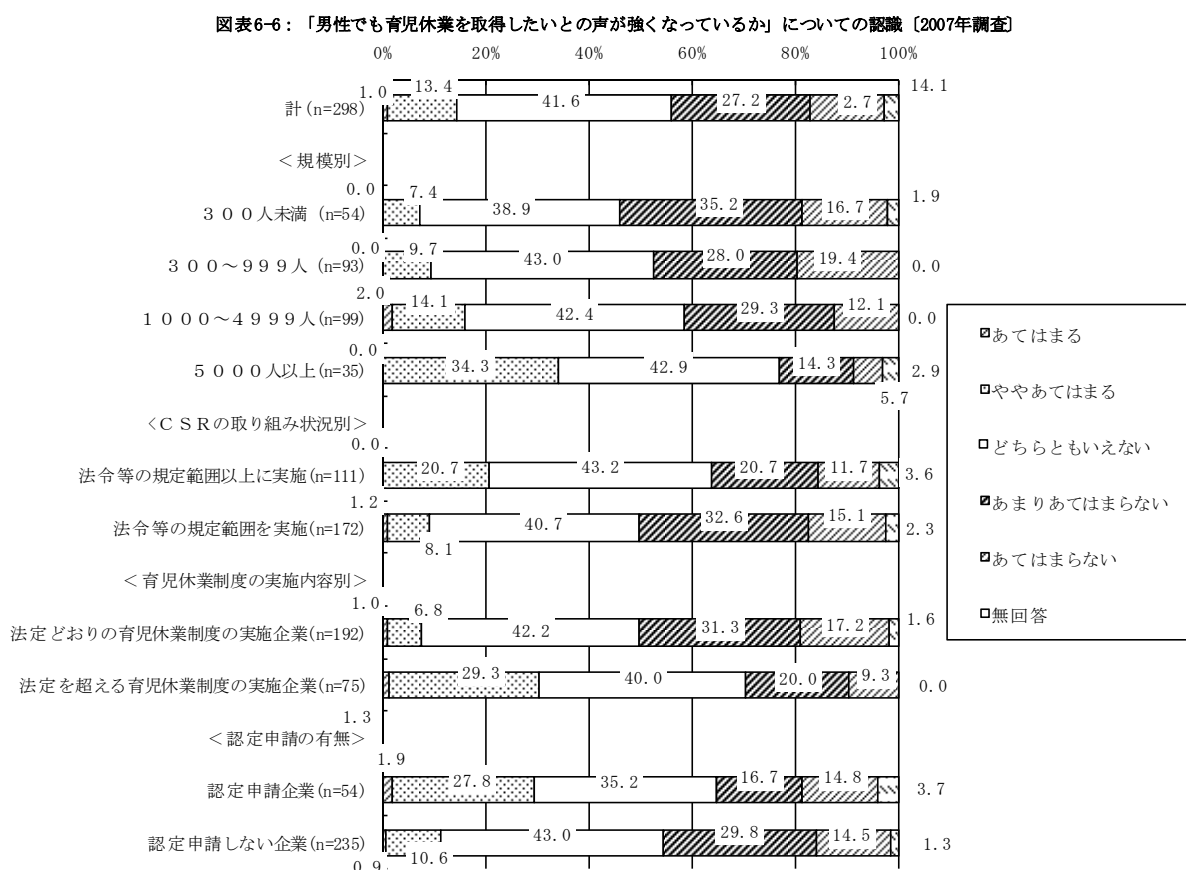 図表6-6：「男性でも育児休業を取得したいとの声が強くなっているか」についての認識〔2007年調査〕
0% 20% 40% 60% 80% 100%
計(n=298) 1.0 13.4 41.6 27.2 2.7 14.1
＜規模別＞
３００人未満 (n=54) 0.0 7.4 38.9 35.2 16.7 1.9
３００～９９９人 (n=93) 0.0 9.7 43.0 28.0 19.4 0.0
１０００～４９９９人(n=99) 2.0 14.1 42.4 29.3 12.1 0.0
５０００人以上(n=35) 0.0 34.3 42.9 14.3 5.7 2.9
＜ＣＳＲの取り組み状況別＞
法令等の規定範囲以上に実施(n=111) 0.0 20.7 43.2 20.7 11.7 3.6
法令等の規定範囲を実施(n=172) 1.2 8.1 40.7 32.6 15.1 2.3
＜育児休業制度の実施内容別＞
法定どおりの育児休業制度の実施企業(n=192) 1.0 6.8 42.2 31.3 17.2 1.6
法定を超える育児休業制度の実施企業(n=75) 1.3 29.3 40.0 20.0 9.3 0.0
＜認定申請の有無＞
認定申請企業(n=54) 1.9 27.8 35.2 16.7 14.8 3.7
認定申請しない企業(n=235) 0.9 10.6 43.0 29.8 14.5 1.3
あてはまる
ややあてはまる
どちらともいえない
あまりあてはまらない
あてはまらない
無回答